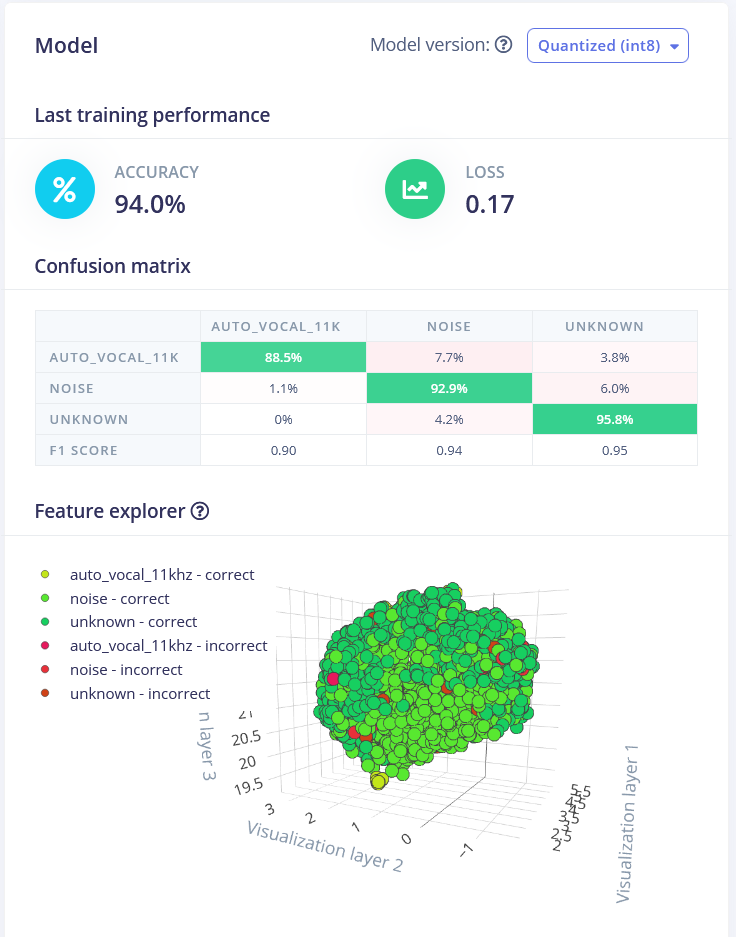 Model
Model version: ? Quantized (int8)
Last training performance
%
ACCURACY
94.0%
LOSS
0.17
Confusion matrix
AUTO_VOCAL_11K NOISE UNKNOWN
AUTO_VOCAL_11K 88.5% 7.7% 3.8%
NOISE 1.1% 92.9% 6.0%
UNKNOWN 0% 4.2% 95.8%
F1 SCORE 0.90 0.94 0.95
Feature explorer ?
auto_vocal_11khz - correct
noise - correct
unknown - correct
auto_vocal_11khz - incorrect
noise - incorrect
unknown - incorrect
n layer 3
21
20.5
20
19.5
3
2
1
0
−1
Visualization layer 2
5.5
4.5
4
3.5
3
2.5
2
Visualization layer 1